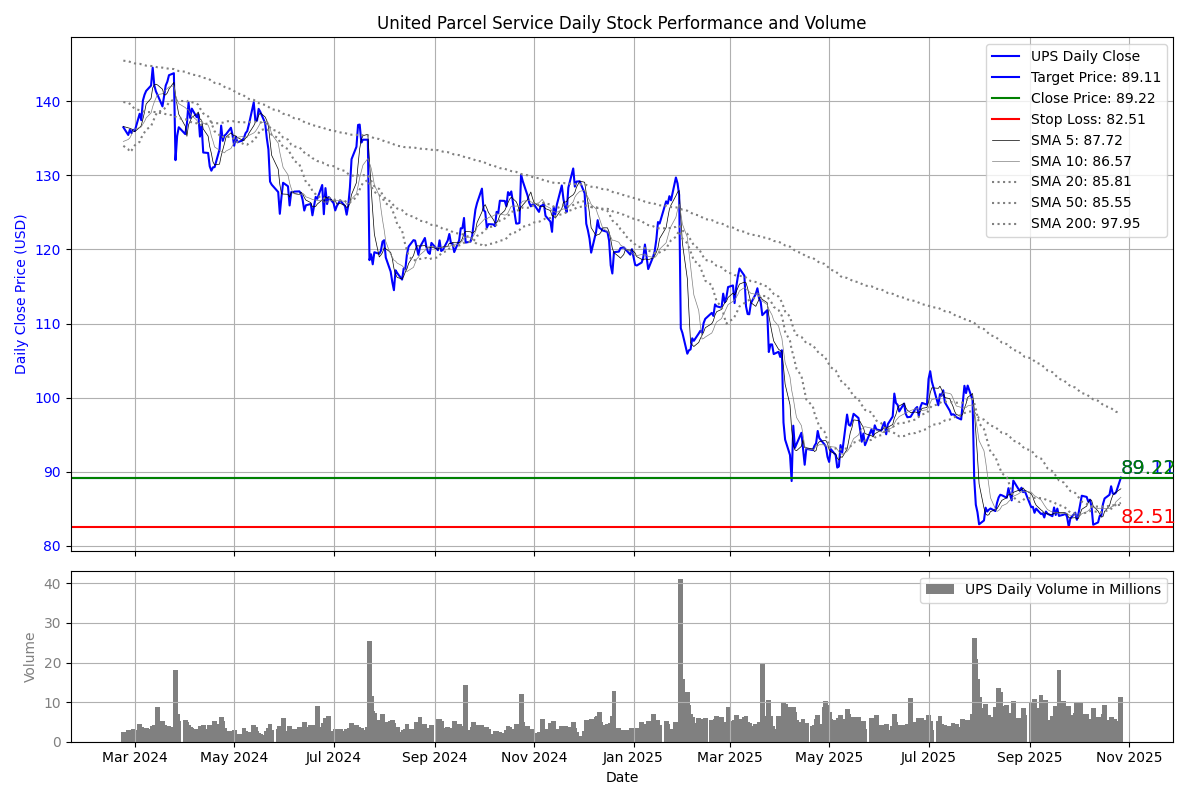 United Parcel Service Daily Stock Performance and Volume
Daily Close Price (USD)
140
130
120
110
100
90
80
UPS Daily Close
Target Price: 89.11
Close Price: 89.22
Stop Loss: 82.51
SMA 5: 87.72
SMA 10: 86.57
SMA 20: 85.81
SMA 50: 85.55
SMA 200: 97.95
89.11
89.22
82.51
Volume
40
30
20
10
0
UPS Daily Volume in Millions
Mar 2024
May 2024
Jul 2024
Sep 2024
Nov 2024
Jan 2025
Mar 2025
May 2025
Jul 2025
Sep 2025
Nov 2025
Date